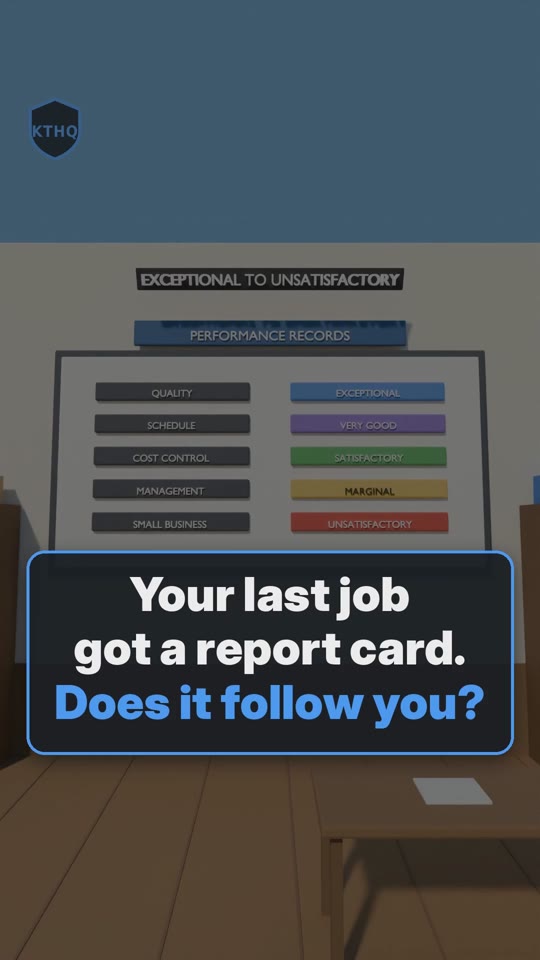 KTHQ
EXCEPTIONAL TO UNSATISFACTORY
PERFORMANCE RECORDS
QUALITY EXCEPTIONAL
SCHEDULE VERY GOOD
COST CONTROL SATISFACTORY
MANAGEMENT MARGINAL
SMALL BUSINESS UNSATISFACTORY
Your last job
got a report card.
Does it follow you?